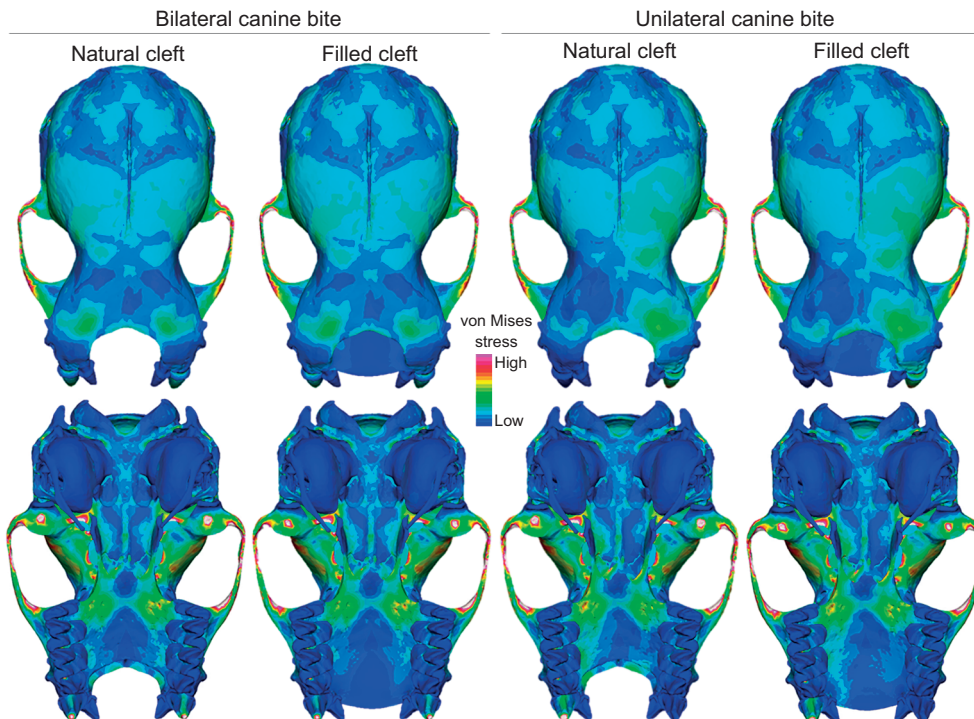 Bilateral canine bite
Unilateral canine bite
Natural cleft
Filled cleft
Natural cleft
Filled cleft
von Mises
stress
High
Low